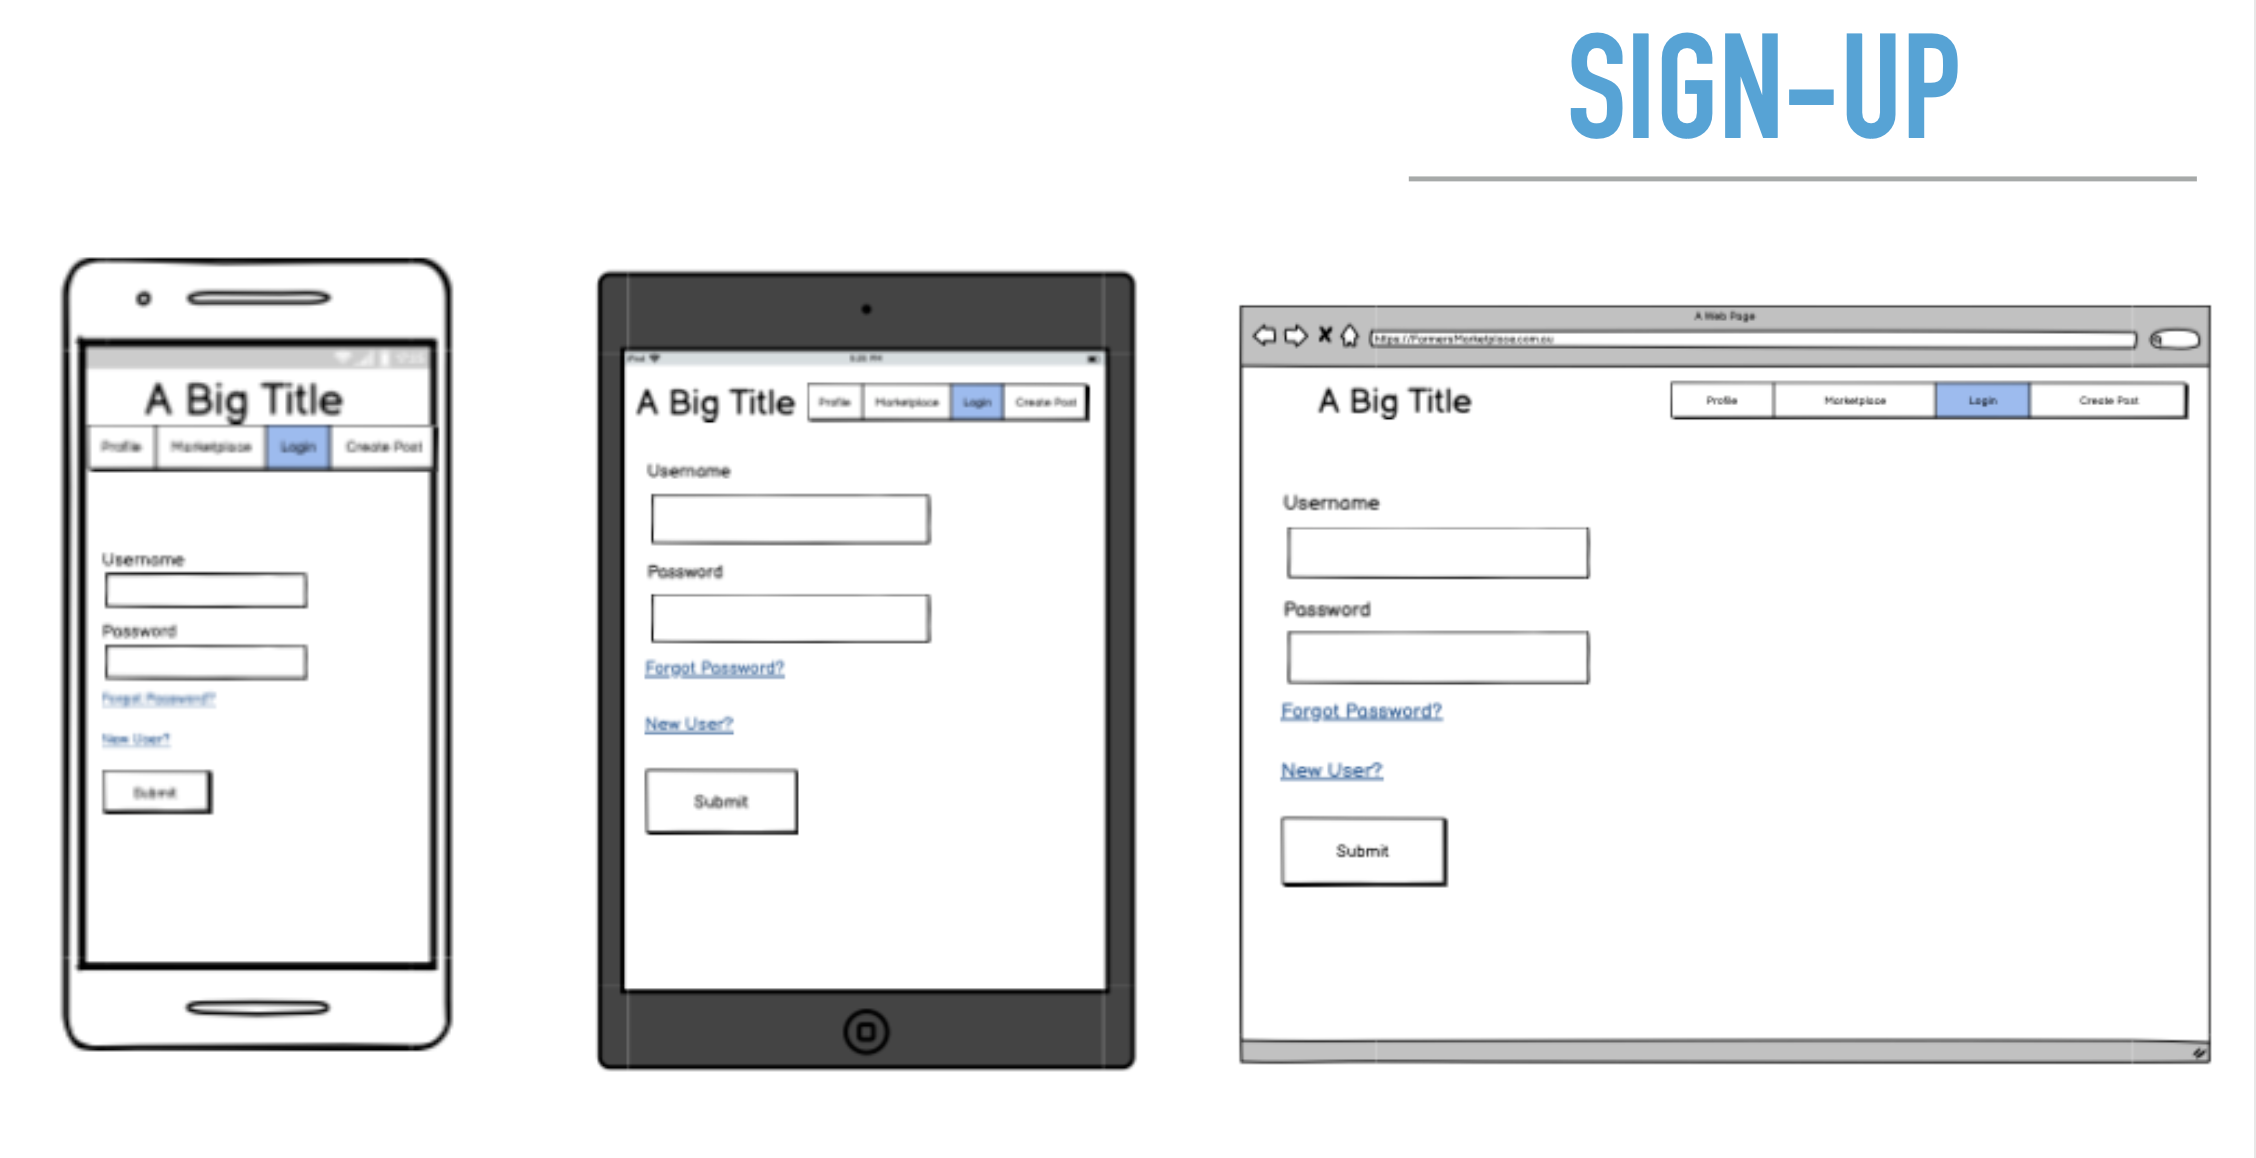 SIGN-UP
A Big Title
Profile Marketplace Login Create Post
Username
Password
Forgot Password?
New User?
Submit
iPad
A Big Title Profile Marketplace Login Create Post
Username
Password
Forgot Password?
New User?
Submit
A Web Page
https://FarmersMarketplace.com.au
A Big Title Profile Marketplace Login Create Post
Username
Password
Forgot Password?
New User?
Submit